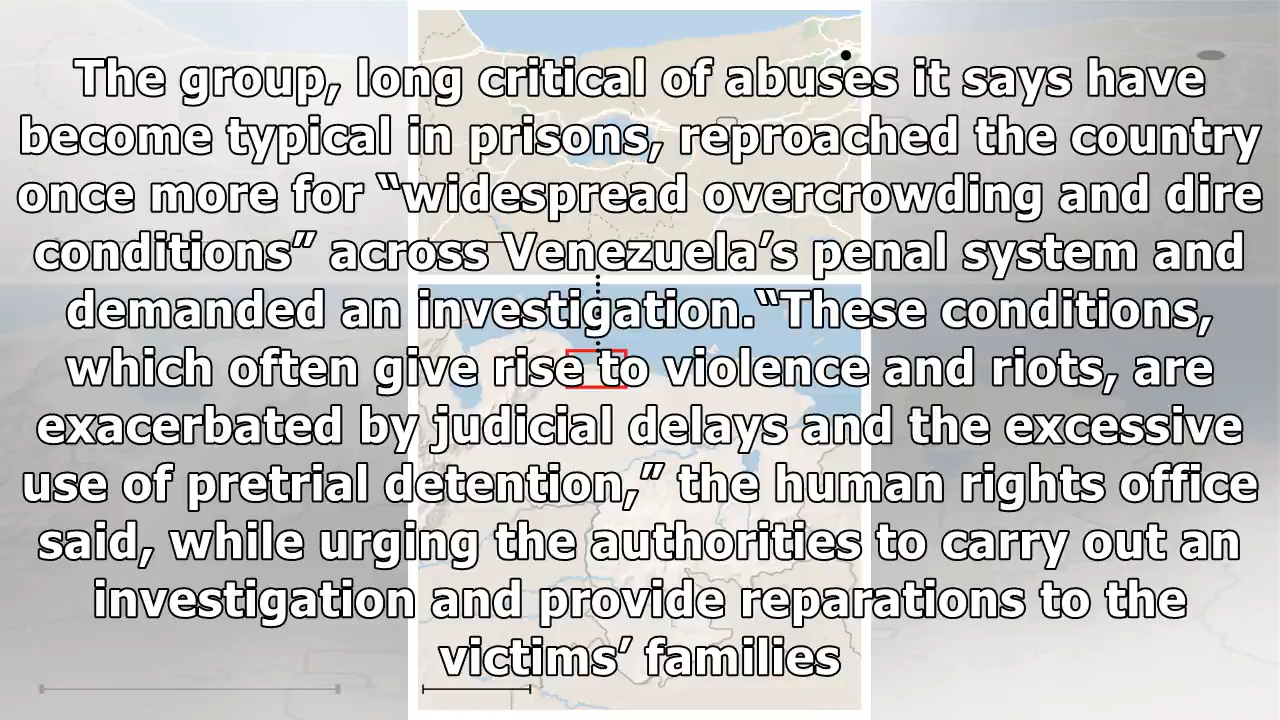 The group, long critical of abuses it says have
become typical in prisons, reproached the country
once more for “widespread overcrowding and dire
conditions” across Venezuela’s penal system and
demanded an investigation.“These conditions,
which often give rise to violence and riots, are
exacerbated by judicial delays and the excessive
use of pretrial detention,” the human rights office
said, while urging the authorities to carry out an
investigation and provide reparations to the
victims’ families